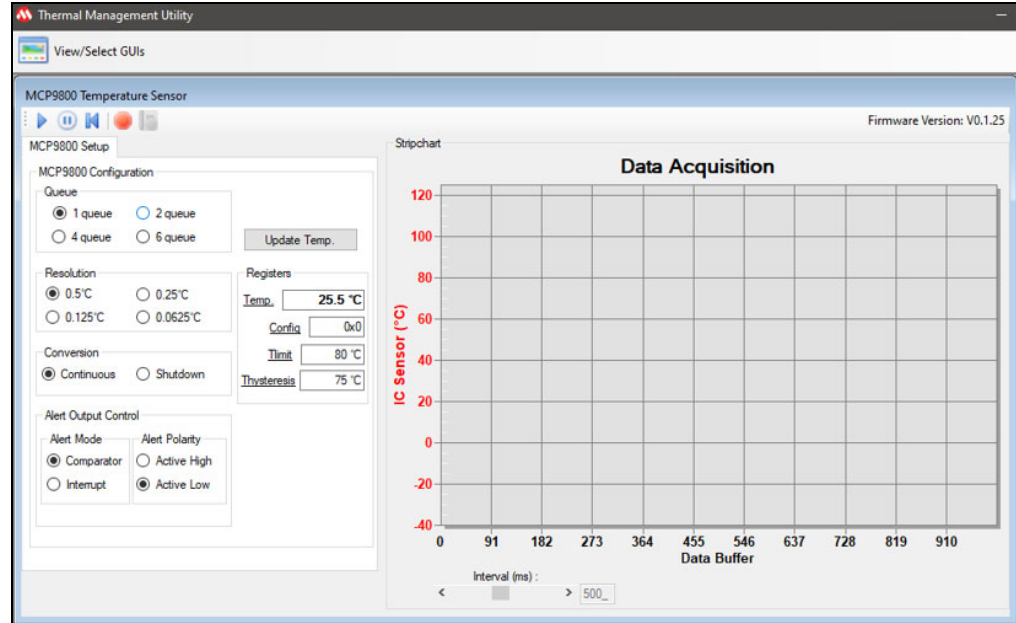 Thermal Management Utility
View/Select GUIs
MCP9800 Temperature Sensor
Firmware Version: V0.1.25
MCP9800 Setup
MCP9800 Configuration
Queue
1 queue 2 queue
4 queue 6 queue
Update Temp.
Resolution
0.5°C 0.25°C
0.125°C 0.0625°C
Registers
Temp. 25.5 °C
Config 0x0
Tlimit 80 °C
Thysteresis 75 °C
Conversion
Continuous Shutdown
Alert Output Control
Alert Mode Alert Polarity
Comparator Active High
Interrupt Active Low
Stripchart
Data Acquisition
IC Sensor (°C)
120
100
80
60
40
20
0
-20
-40
0 91 182 273 364 455 546 637 728 819 910
Data Buffer
Interval (ms) :
< > 500_